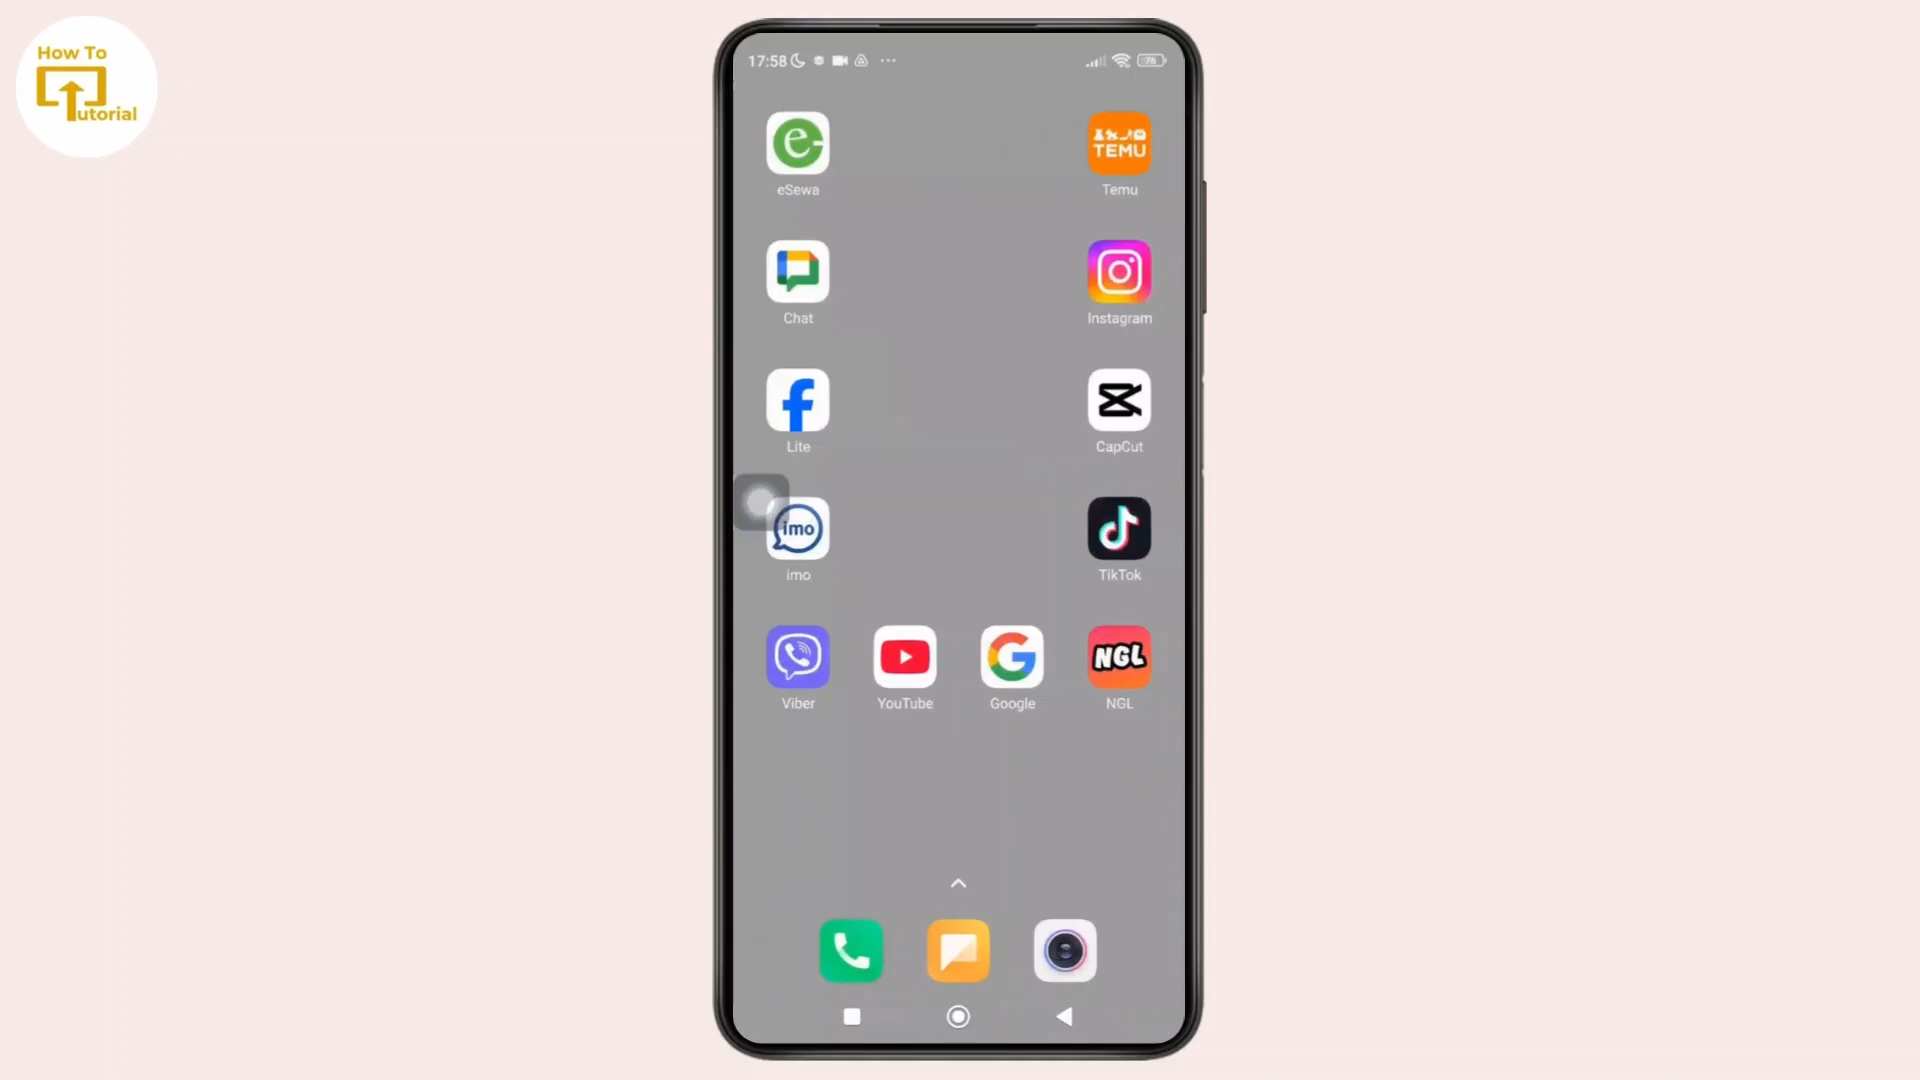 How To
utorial
17:58
76
TEMU
eSewa
Temu
Chat
Instagram
Lite
CapCut
imo
imo
TikTok
NGL
Viber
YouTube
Google
NGL